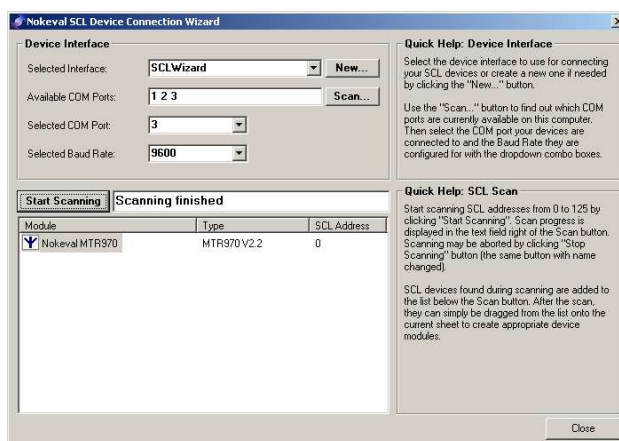 Nokeval SCL Device Connection Wizard
Device Interface
Selected Interface:
SCLWizard
New...
Available COM Ports:
1 2 3
Scan...
Selected COM Port:
3
Selected Baud Rate:
9600
Quick Help: Device Interface
Select the device interface to use for connecting
your SCL devices or create a new one if needed
by clicking the "New..." button.
Use the "Scan..." button to find out which COM
ports are currently available on this computer.
Then select the COM port your devices are
connected to and the Baud Rate they are
configured for with the dropdown combo boxes.
Start Scanning
Scanning finished
Module
Type
SCL Address
Nokeval MTR970
MTR970 V2.2
0
Quick Help: SCL Scan
Start scanning SCL addresses from 0 to 125 by
clicking "Start Scanning". Scan progress is
displayed in the text field right of the Scan button.
Scanning may be aborted by clicking "Stop
Scanning" button (the same button with name
changed).
SCL devices found during scanning are added to
the list below the Scan button. After the scan,
they can simply be dragged from the list onto the
current sheet to create appropriate device
modules.
Close